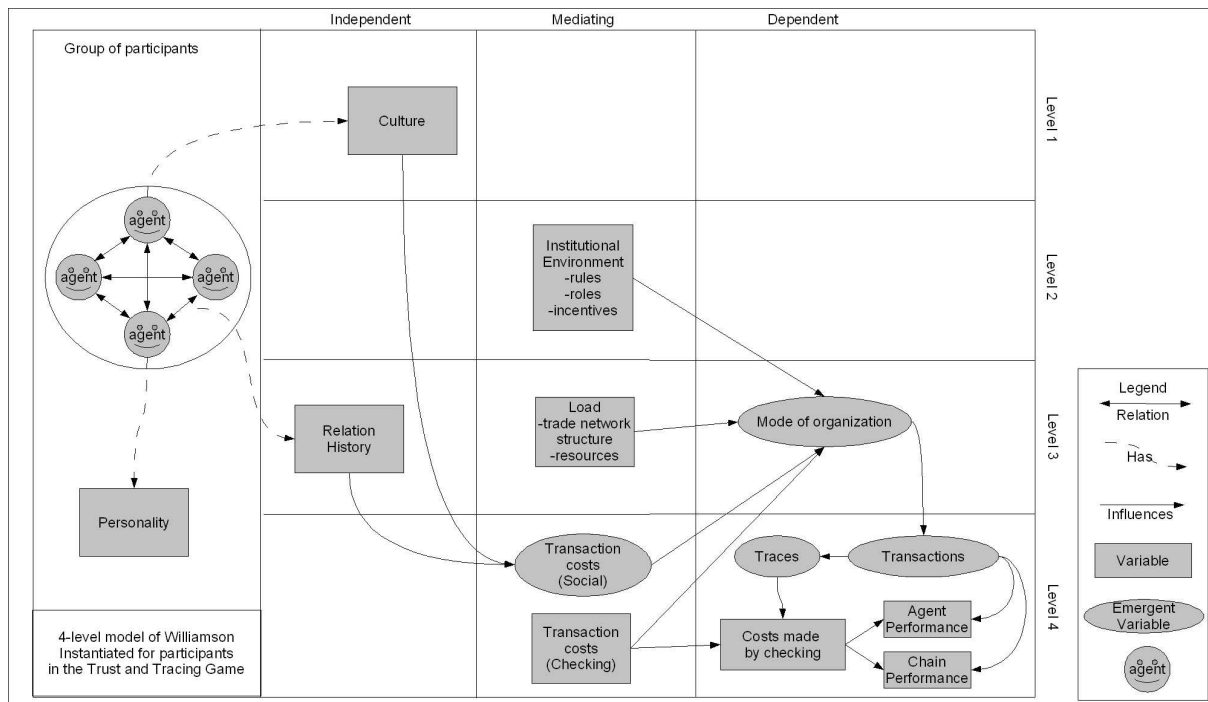 Independent
Mediating
Dependent
Group of participants
Culture
Level 1
agent
agent
agent
agent
Institutional
Environment
-rules
-roles
-incentives
Level 2
Relation
History
Load
-trade network
structure
-resources
Mode of organization
Level 3
Personality
Transaction
costs
(Social)
Traces
Transactions
Level 4
Transaction
costs
(Checking)
Costs made
by checking
Agent
Performance
Chain
Performance
4-level model of Williamson
Instantiated for participants
in the Trust and Tracing Game
Legend
Relation
Has
Influences
Variable
Emergent
Variable
agent